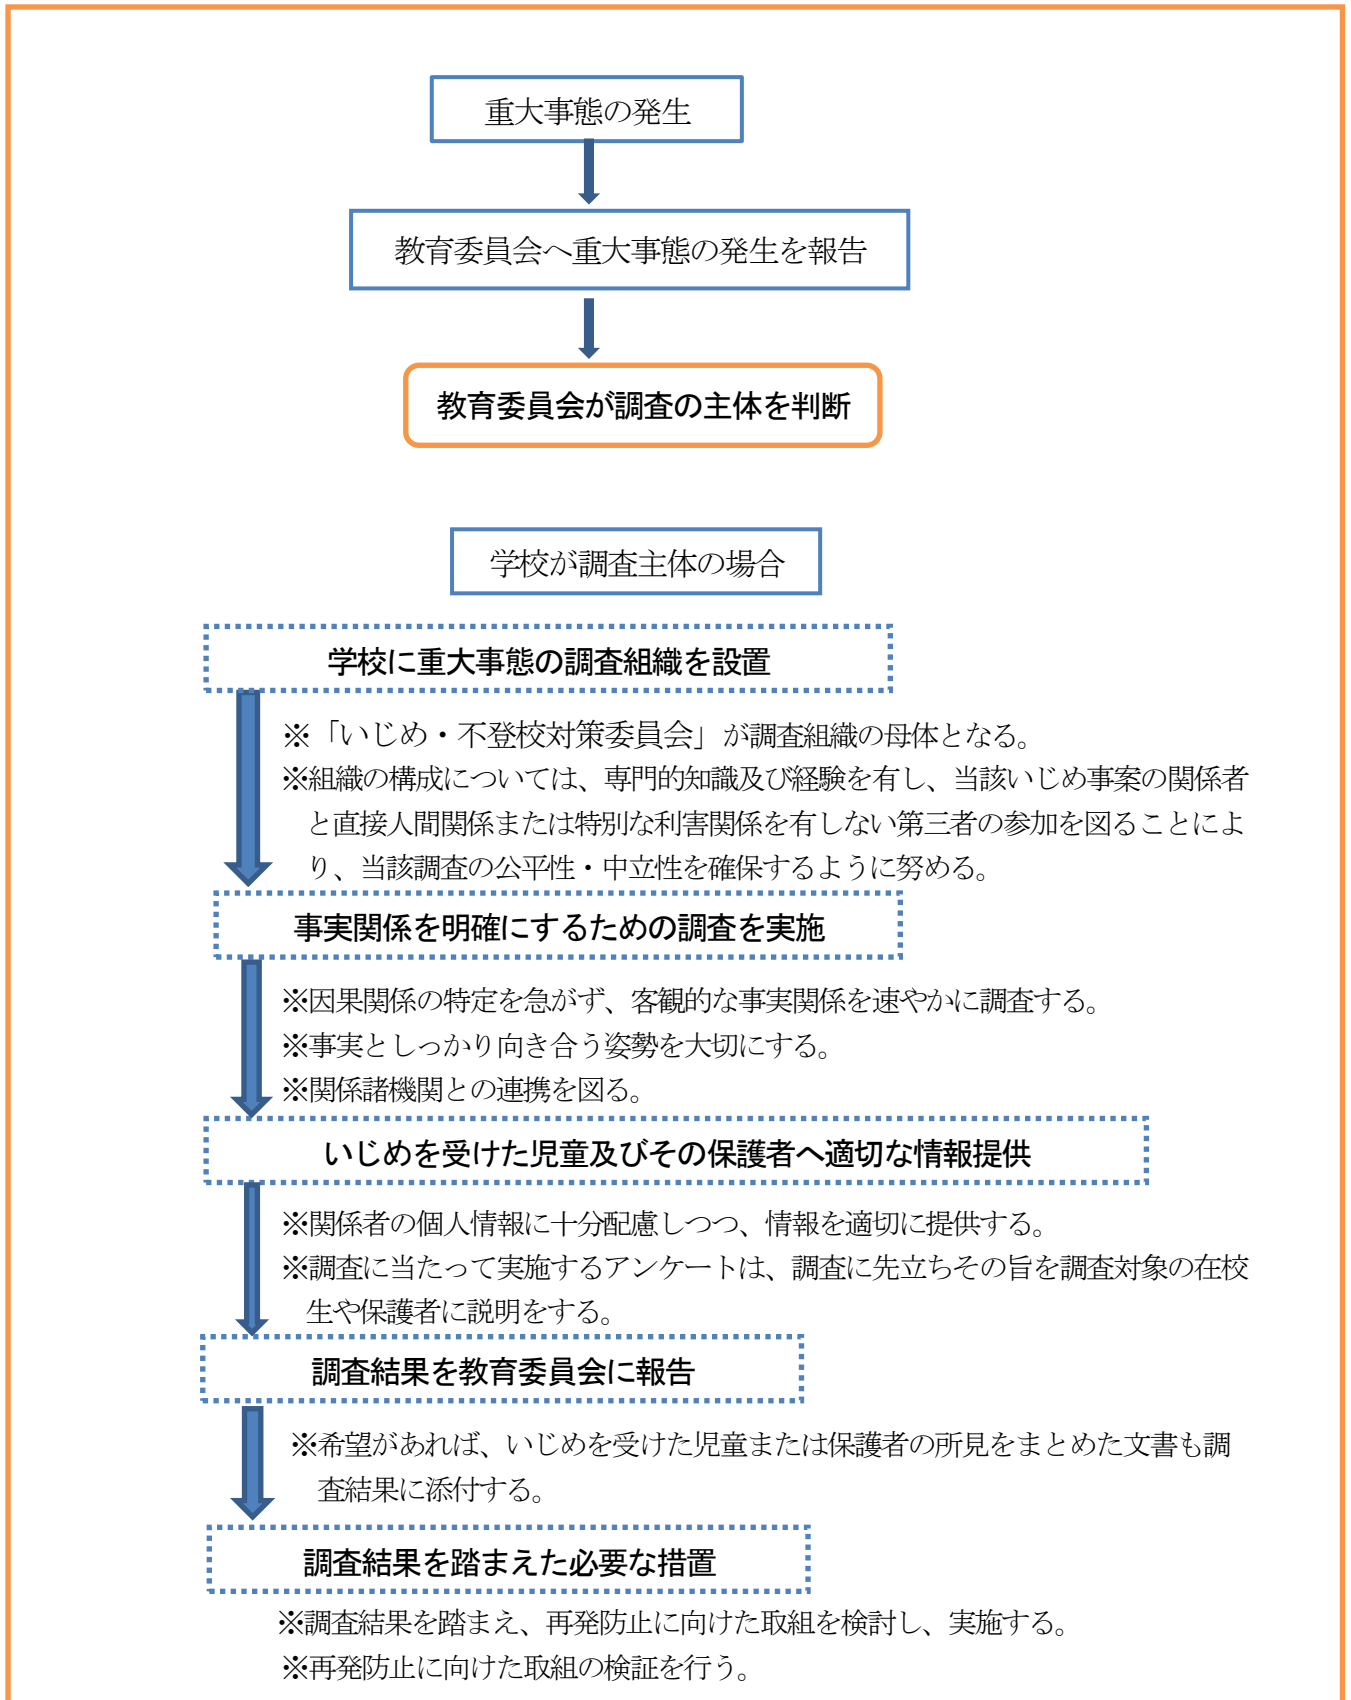 重大事態の発生
教育委員会へ重大事態の発生を報告
教育委員会が調査の主体を判断
学校が調査主体の場合
学校に重大事態の調査組織を設置
※「いじめ・不登校対策委員会」が調査組織の母体となる。
※組織の構成については、専門的知識及び経験を有し、当該いじめ事案の関係者
と直接人間関係または特別な利害関係を有しない第三者の参加を図ることによ
り、当該調査の公平性・中立性を確保するように努める。
事実関係を明確にするための調査を実施
※因果関係の特定を急がず、客観的な事実関係を速やかに調査する。
※事実としっかり向き合う姿勢を大切にする。
※関係諸機関との連携を図る。
いじめを受けた児童及びその保護者へ適切な情報提供
※関係者の個人情報に十分配慮しつつ、情報を適切に提供する。
※調査に当たって実施するアンケートは、調査に先立ちその旨を調査対象の在校
生や保護者に説明をする。
調査結果を教育委員会に報告
※希望があれば、いじめを受けた児童または保護者の所見をまとめた文書も調
査結果に添付する。
調査結果を踏まえた必要な措置
※調査結果を踏まえ、再発防止に向けた取組を検討し、実施する。
※再発防止に向けた取組の検証を行う。